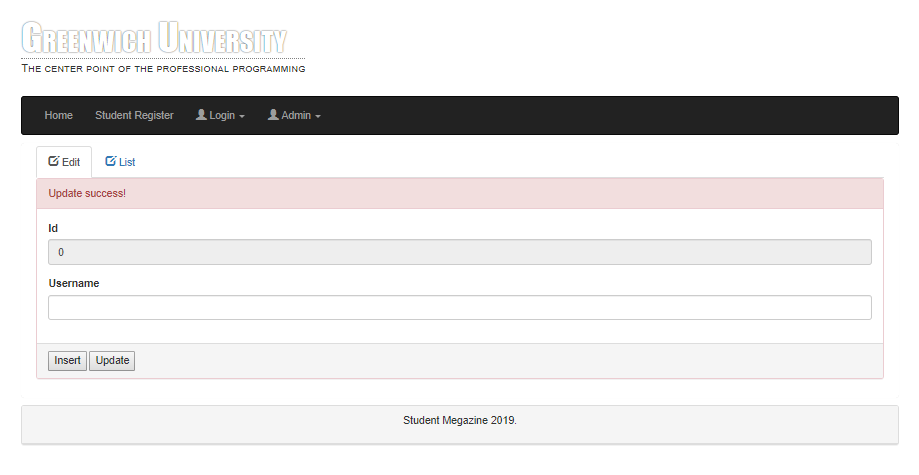 Greenwich University
The center point of the professional programming
Home Student Register Login Admin
Edit List
Update success!
Id
0
Username
Insert Update
Student Megazine 2019.